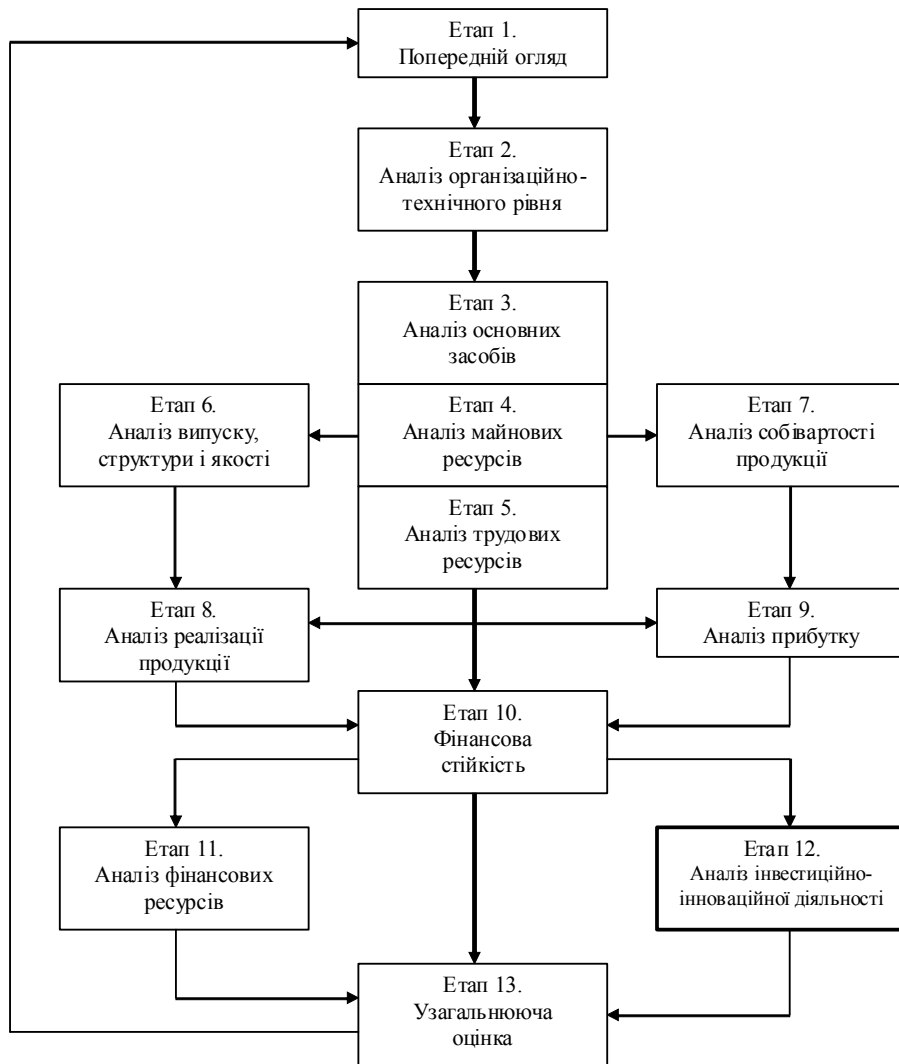 Етап 1.
Попередній огляд
Етап 2.
Аналіз організаційно-
технічного рівня
Етап 3.
Аналіз основних
засобів
Етап 6.
Аналіз випуску,
структури і якості
Етап 4.
Аналіз майнових
ресурсів
Етап 7.
Аналіз собівартості
продукції
Етап 5.
Аналіз трудових
ресурсів
Етап 8.
Аналіз реалізації
продукції
Етап 9.
Аналіз прибутку
Етап 10.
Фінансова
стійкість
Етап 11.
Аналіз фінансових
ресурсів
Етап 12.
Аналіз інвестиційно-
інноваційної діяльності
Етап 13.
Узагальнююча
оцінка